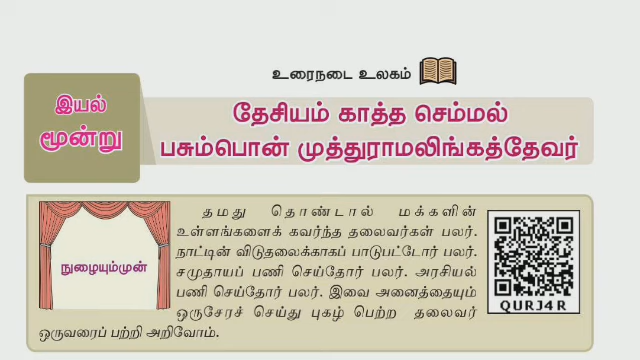 உரைநடை உலகம்
இயல்
மூன்று
தேசியம் காத்த செம்மல்
பசும்பொன் முத்துராமலிங்கத்தேவர்
நுழையும்முன்
தமது தொண்டால் மக்களின்
உள்ளங்களைக் கவர்ந்த தலைவர்கள் பலர்.
நாட்டின் விடுதலைக்காகப் பாடுபட்டோர் பலர்.
சமுதாயப் பணி செய்தோர் பலர். அரசியல்
பணி செய்தோர் பலர். இவை அனைத்தையும்
ஒருசேரச் செய்து புகழ் பெற்ற தலைவர்
ஒருவரைப் பற்றி அறிவோம்.
QURJ4R